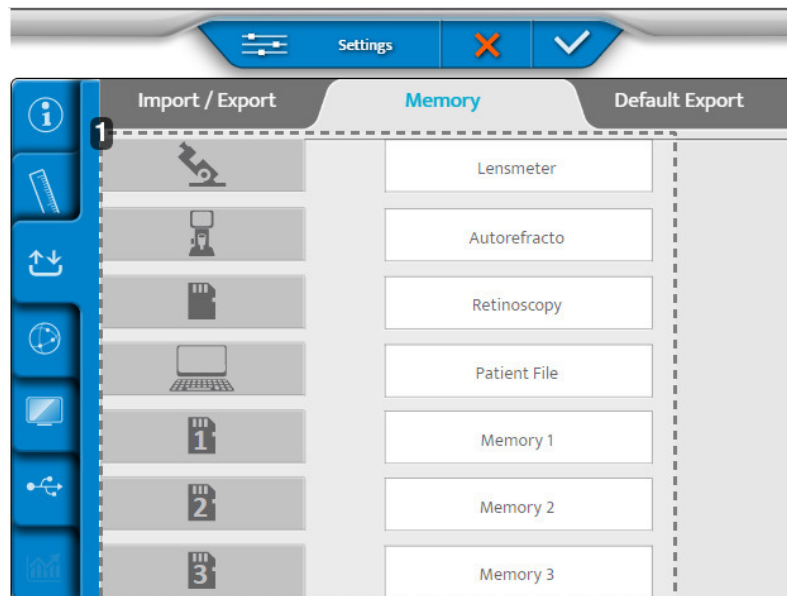 Settings
Import / Export
Memory
Default Export
1
Lensmeter
Autorefracto
Retinoscopy
Patient File
1
Memory 1
2
Memory 2
3
Memory 3